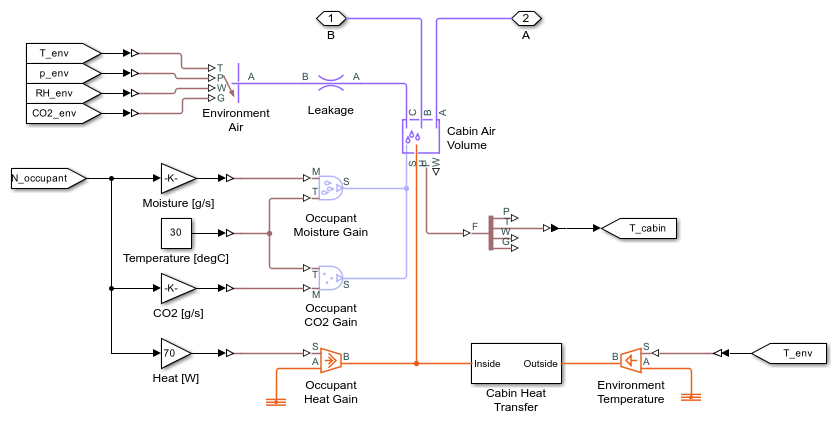 1
B
2
A
T_env
p_env
RH_env
CO2_env
T
P
W
G
A
Environment
Air
B
A
Leakage
C
B
A
Cabin Air
Volume
S
H
F
W
N_occupant
-K-
Moisture [g/s]
M
T
S
Occupant
Moisture Gain
30
Temperature [degC]
F
P
T
W
G
T_cabin
-K-
CO2 [g/s]
T
M
S
Occupant
CO2 Gain
70
Heat [W]
S
A
B
Occupant
Heat Gain
Inside
Outside
Cabin Heat
Transfer
B
S
A
Environment
Temperature
T_env